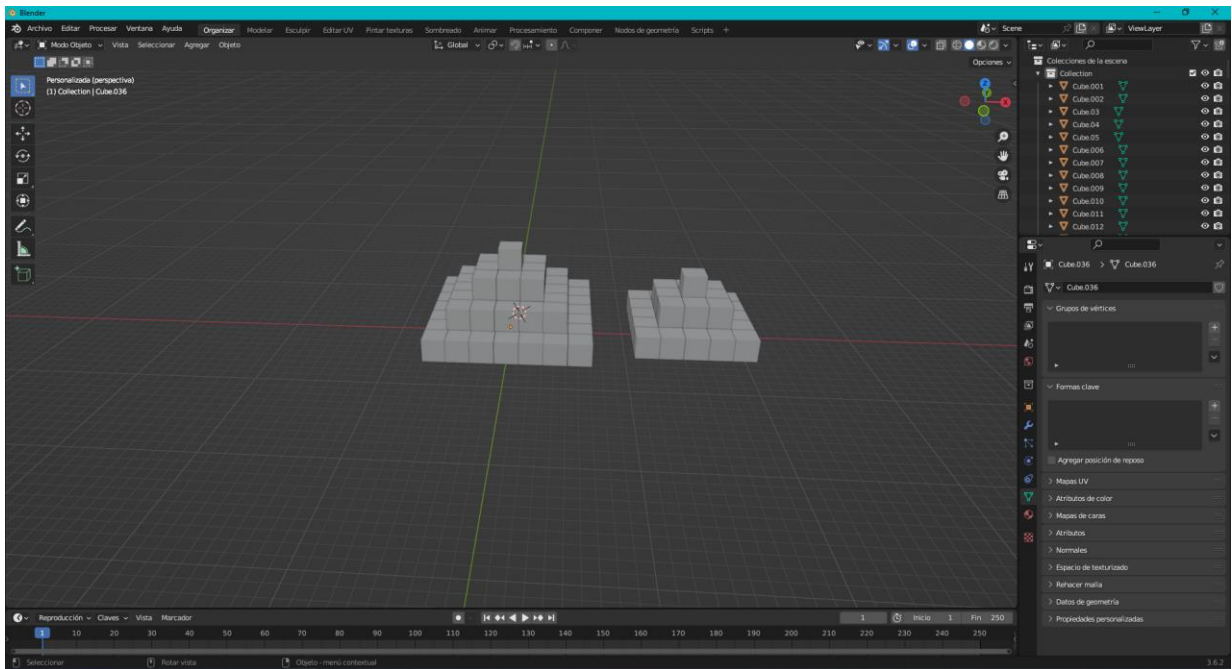 Blender
Archivo Editar Procesar Ventana Ayuda Organizar Modelar Esculpir Editar UV Pintar texturas Sombreado Animar Procesamiento Componer Nodos de geometría Scripts + Scene ViewLayer
Modo Objeto Vista Seleccionar Agregar Objeto Global
Opciones
Personalizada (perspectiva)
(1) Collection | Cube.036
Z
Y
X
Colecciones de la escena
Collection
Cube.001
Cube.002
Cube.03
Cube.04
Cube.05
Cube.006
Cube.007
Cube.008
Cube.009
Cube.010
Cube.011
Cube.012
Cube.036 > Cube.036
Cube.036
Grupos de vértices
Formas clave
Agregar posición de reposo
Mapas UV
Atributos de color
Mapas de caras
Atributos
Normales
Espacio de texturizado
Rehacer malla
Datos de geometría
Propiedades personalizadas
Reproducción Claves Vista Marcador 1 Inicio 1 Fin 250
1 10 20 30 40 50 60 70 80 90 100 110 120 130 140 150 160 170 180 190 200 210 220 230 240 250
Seleccionar Rotar vista Objeto - menú contextual 3.6.2